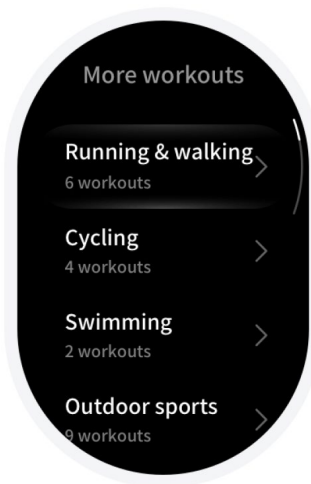 More workouts
Running & walking
6 workouts
Cycling
4 workouts
Swimming
2 workouts
Outdoor sports
9 workouts